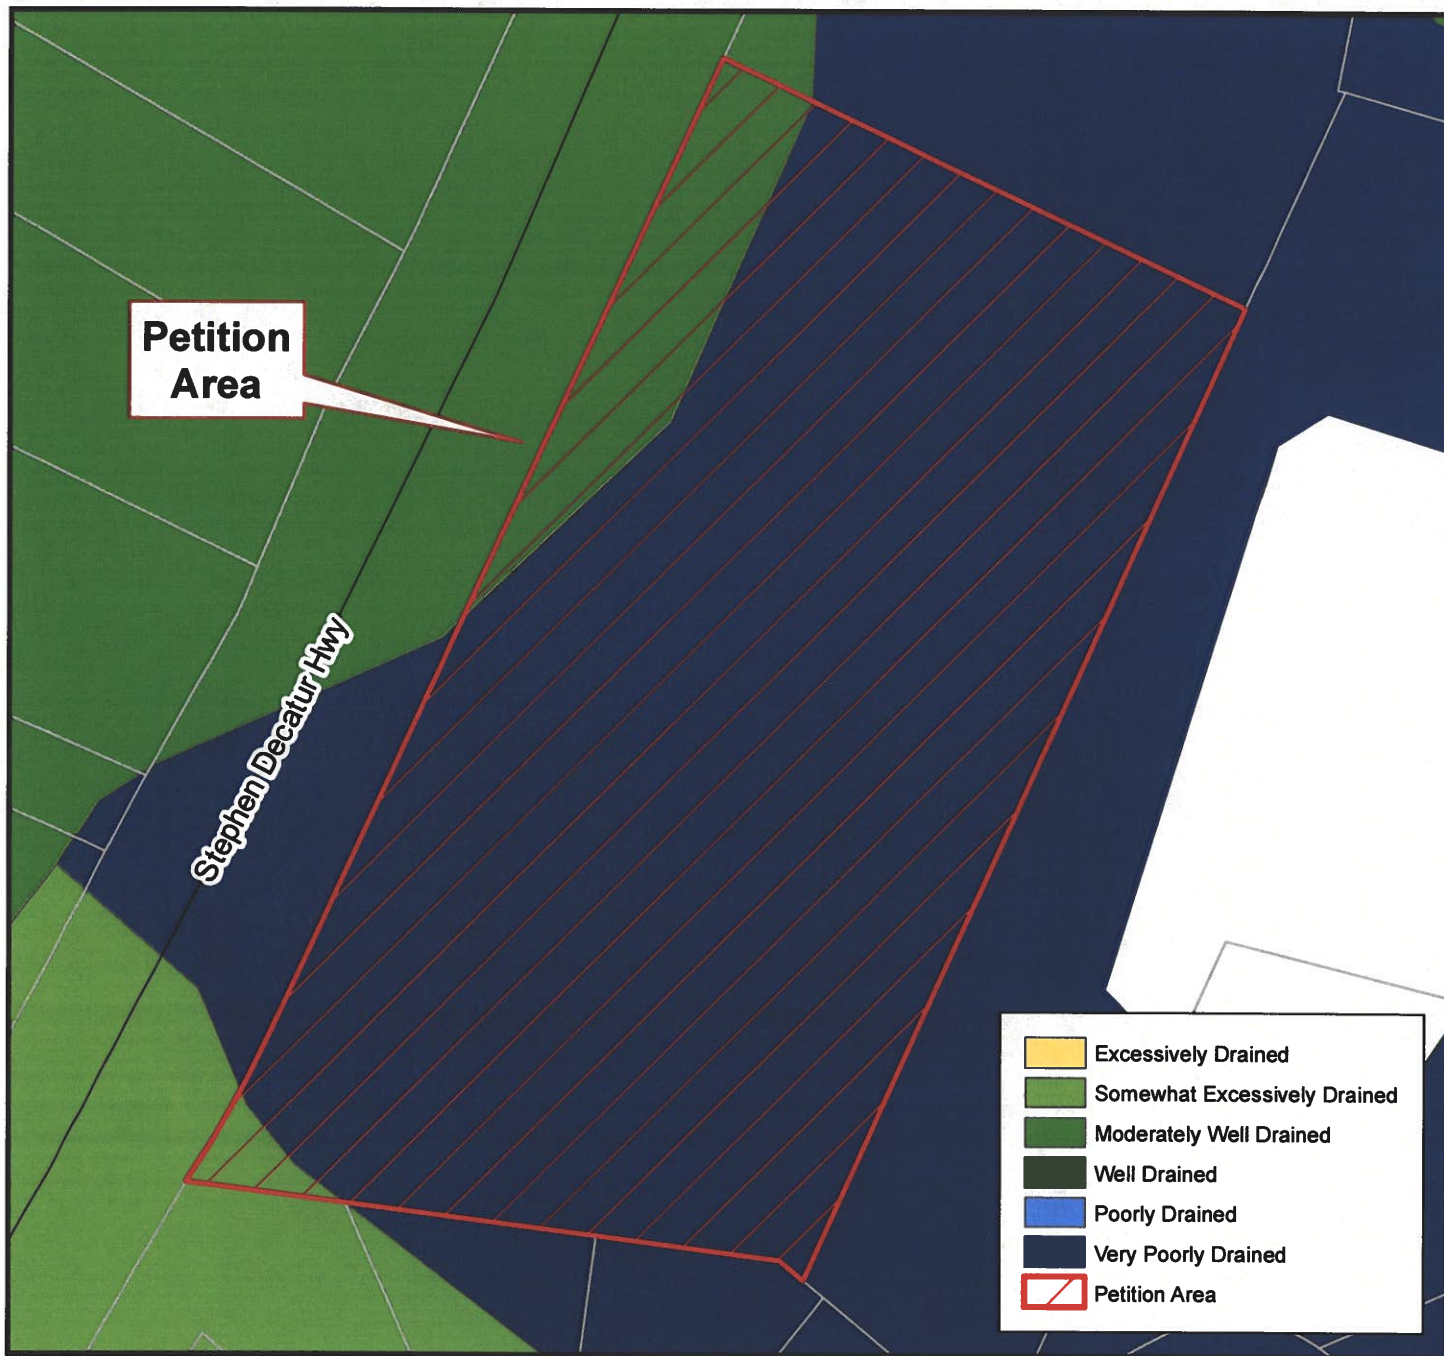 Petition
Area
Stephen Decatur Hwy
Excessively Drained
Somewhat Excessively Drained
Moderately Well Drained
Well Drained
Poorly Drained
Very Poorly Drained
Petition Area